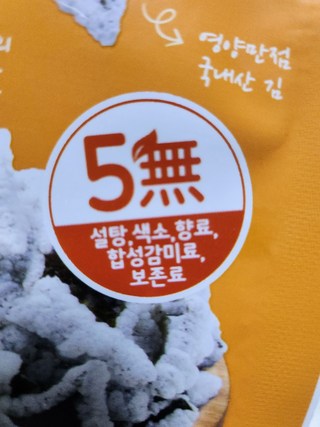 영양만점
국내산 김
5無
설탕,색소,향료,
합성감미료,
보존료